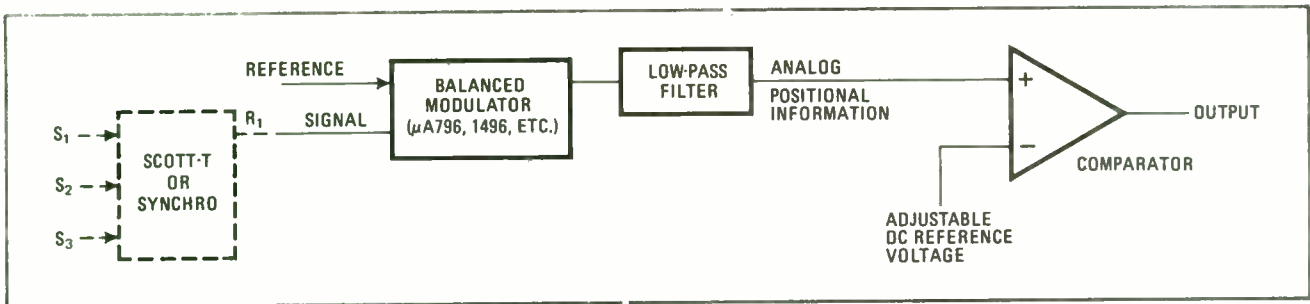 REFERENCE
BALANCED
MODULATOR
(μA796, 1496, ETC.)
LOW-PASS
FILTER
ANALOG
POSITIONAL
INFORMATION
+
−
OUTPUT
COMPARATOR
ADJUSTABLE
DC REFERENCE
VOLTAGE
R1
SIGNAL
S1
S2
S3
SCOTT-T
OR
SYNCHRO